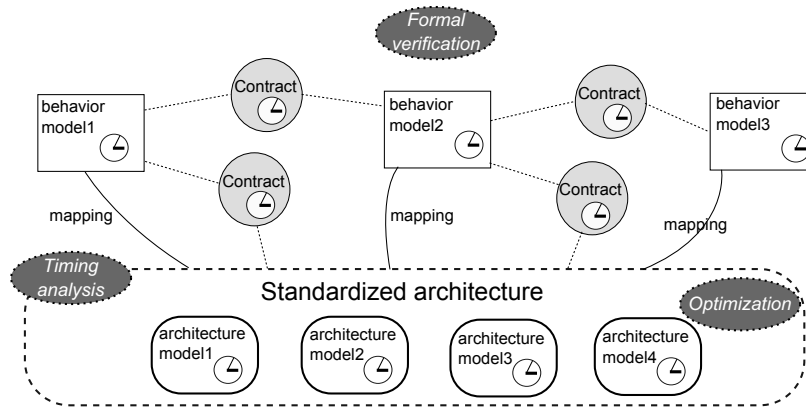 Formal
verification
Contract
Contract
behavior
model1
behavior
model2
behavior
model3
Contract
Contract
mapping
mapping
mapping
Timing
analysis
Standardized architecture
Optimization
architecture
model1
architecture
model2
architecture
model3
architecture
model4